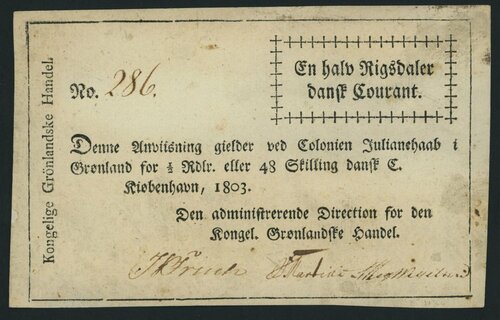 Kongelige Grönlandske Handel.
No. 286.
En halv Rigsdaler
dansk Courant.
Denne Anviisning gielder ved Colonien Julianehaab i
Grønland for ½ Rdlr. eller 48 Skilling dansk C.
Kiøbenhavn, 1803.
Den administrerende Direction for den
Kongel. Grønlandske Handel.